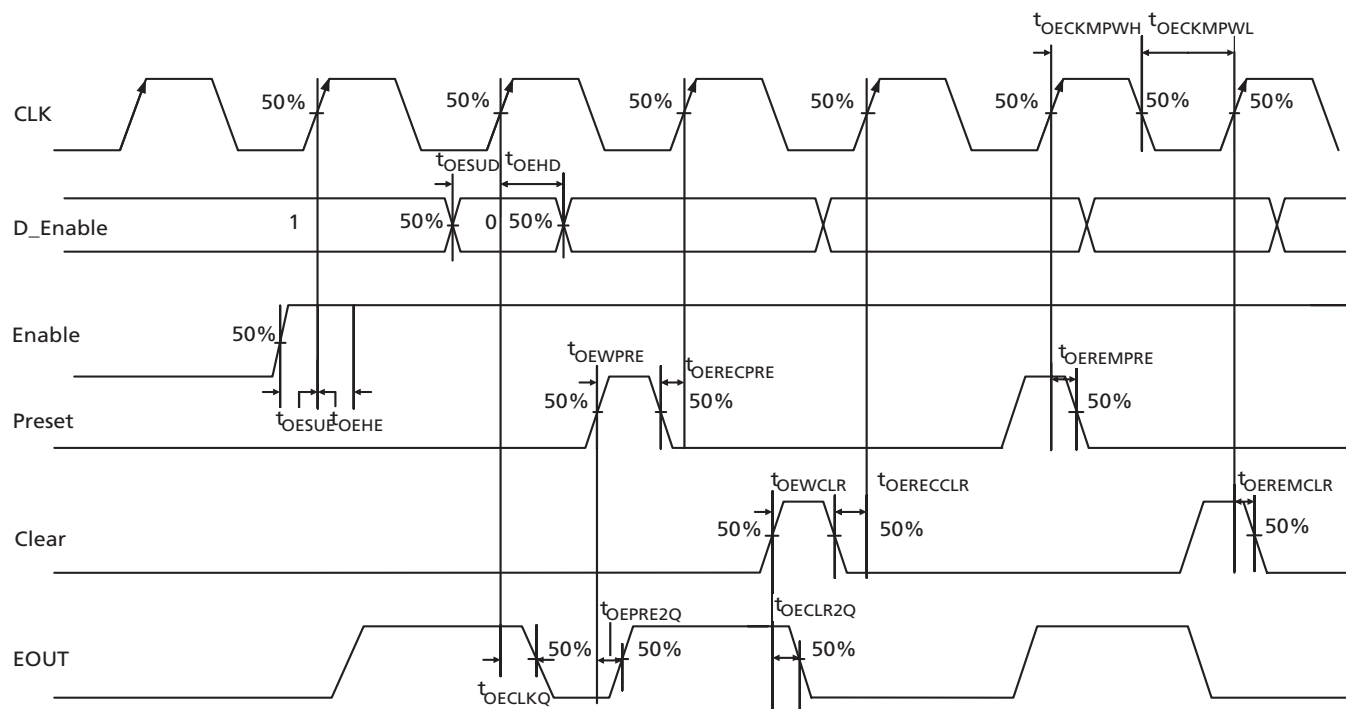 tOECKMPWH tOECKMPWL
CLK 50% 50% 50% 50% 50% 50% 50%
tOESUD tOEHD
D_Enable 1 50% 0 50%
Enable 50%
tOESUE tOEHE
tOEWPRE tOERECPRE tOEREMPRE
Preset 50% 50% 50%
tOEWCLR tOERECCLR tOEREMCLR
Clear 50% 50% 50%
tOEPRE2Q tOECLR2Q
EOUT 50% 50% 50%
tOECLKQ